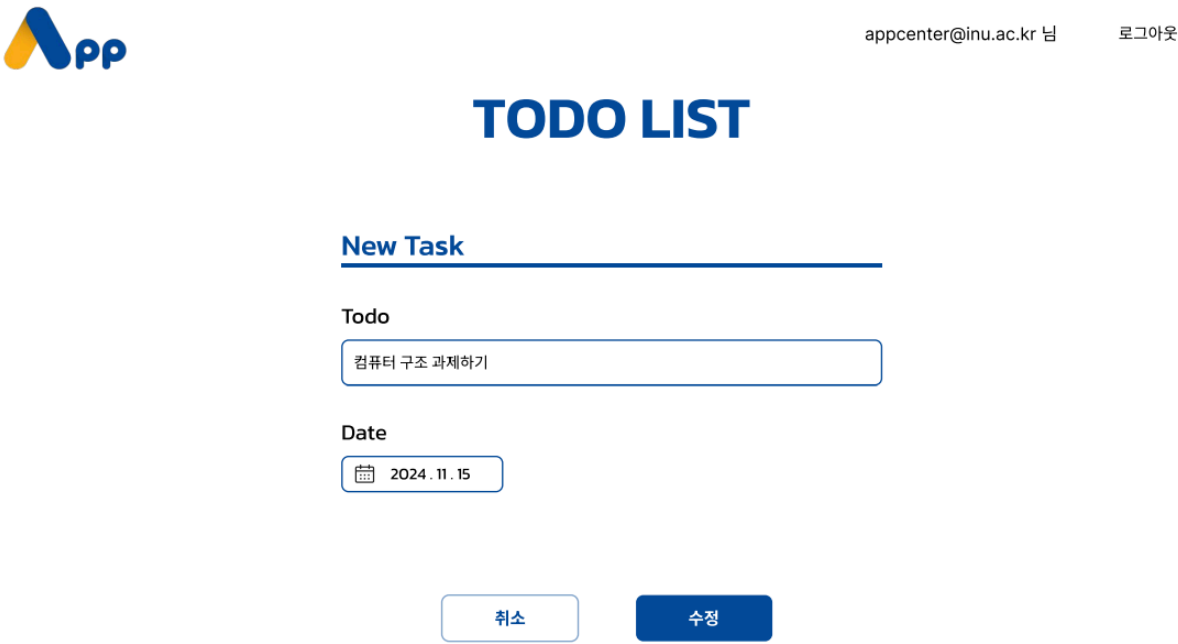 App
appcenter@inu.ac.kr 님 로그아웃
TODO LIST
New Task
Todo
컴퓨터 구조 과제하기
Date
2024 . 11 . 15
취소 수정